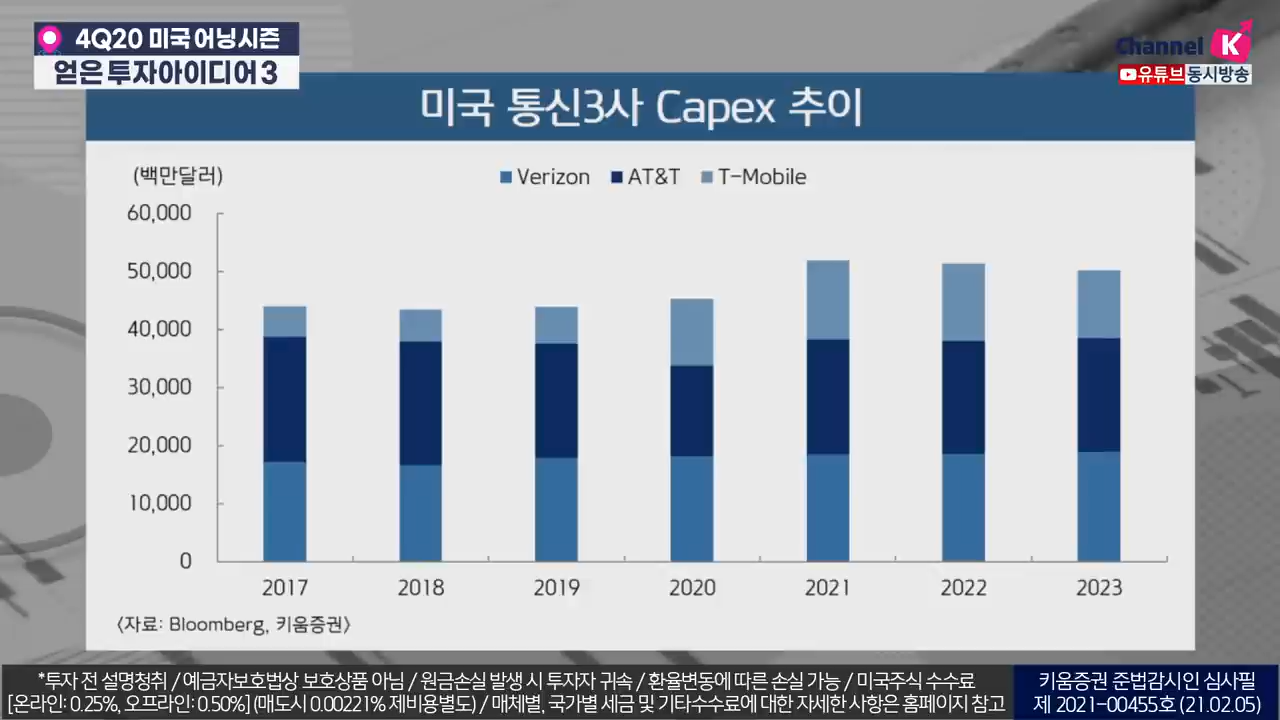 4Q20 미국 어닝시즌
얻은 투자아이디어 3
Channel K
유튜브 동시방송
미국 통신3사 Capex 추이
(백만달러)
Verizon AT&T T-Mobile
60,000
50,000
40,000
30,000
20,000
10,000
0
2017 2018 2019 2020 2021 2022 2023
<자료: Bloomberg, 키움증권>
*투자 전 설명청취 / 예금자보호법상 보호상품 아님 / 원금손실 발생 시 투자자 귀속 / 환율변동에 따른 손실 가능 / 미국주식 수수료
[온라인: 0.25%, 오프라인: 0.50%] (매도시 0.00221% 제비용별도) / 매체별, 국가별 세금 및 기타수수료에 대한 자세한 사항은 홈페이지 참고
키움증권 준법감시인 심사필
제 2021-00455호 (21.02.05)